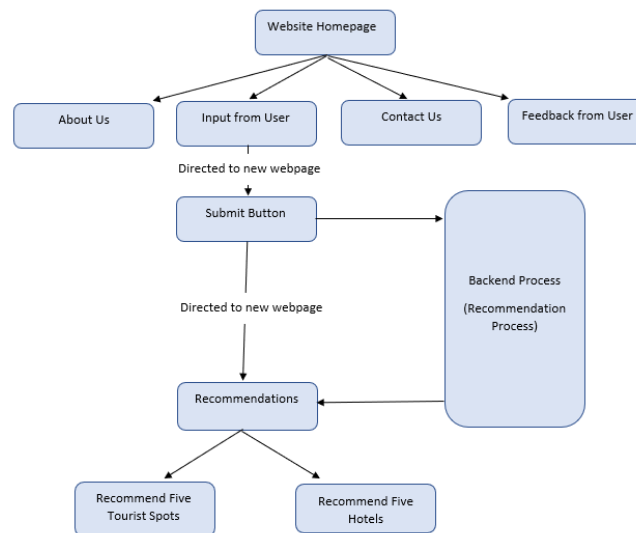 Website Homepage
About Us
Input from User
Contact Us
Feedback from User
Directed to new webpage
Submit Button
Backend Process
(Recommendation
Process)
Directed to new webpage
Recommendations
Recommend Five
Tourist Spots
Recommend Five
Hotels